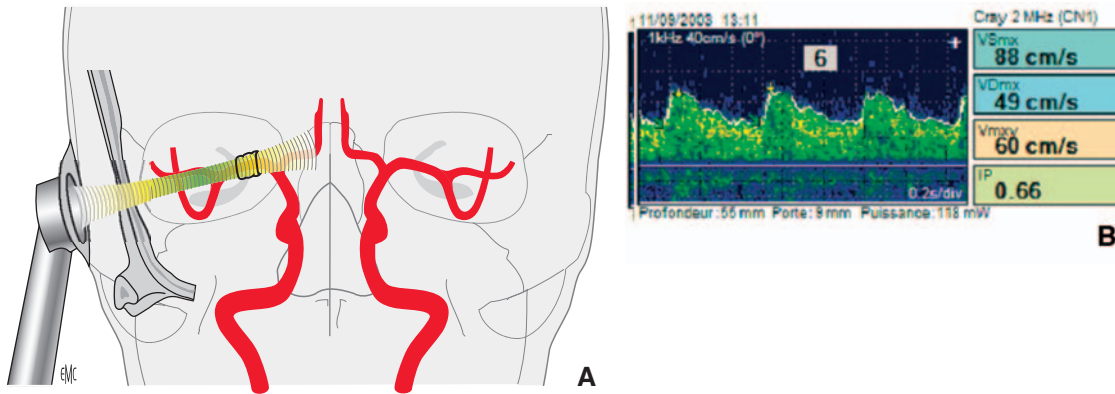 EMC
A
11/09/2003 13:11
1kHz 40cm/s (0°)
6
0.2s/div
Profondeur:55 mm Porte:9 mm Puissance:118 mW
Cray 2 MHz (CN1)
VSmx
88 cm/s
VDmx
49 cm/s
Vmxv
60 cm/s
IP
0.66
B